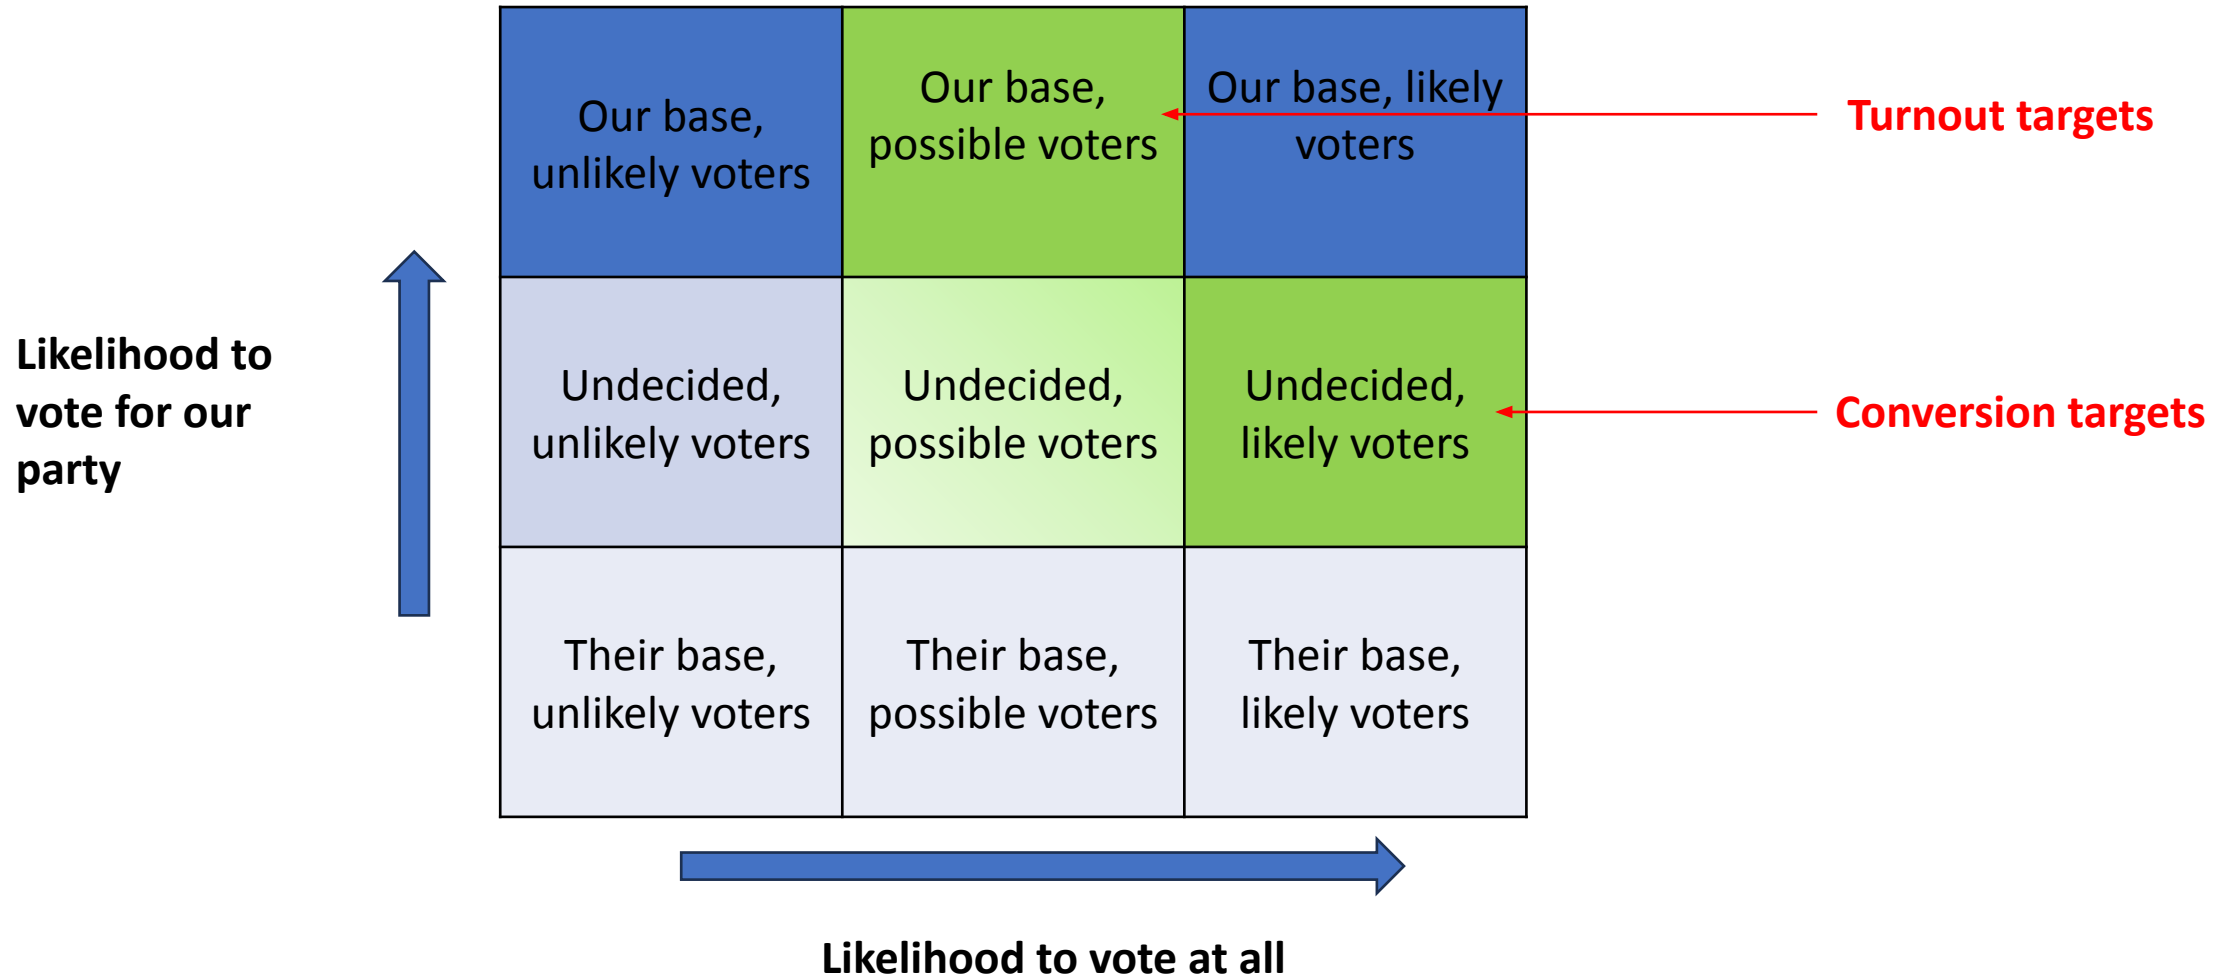 Our base,
unlikely voters
Our base,
possible voters
Our base, likely
voters
Turnout targets
Likelihood to
vote for our
party
Undecided,
unlikely voters
Undecided,
possible voters
Undecided,
likely voters
Conversion targets
Their base,
unlikely voters
Their base,
possible voters
Their base,
likely voters
Likelihood to vote at all